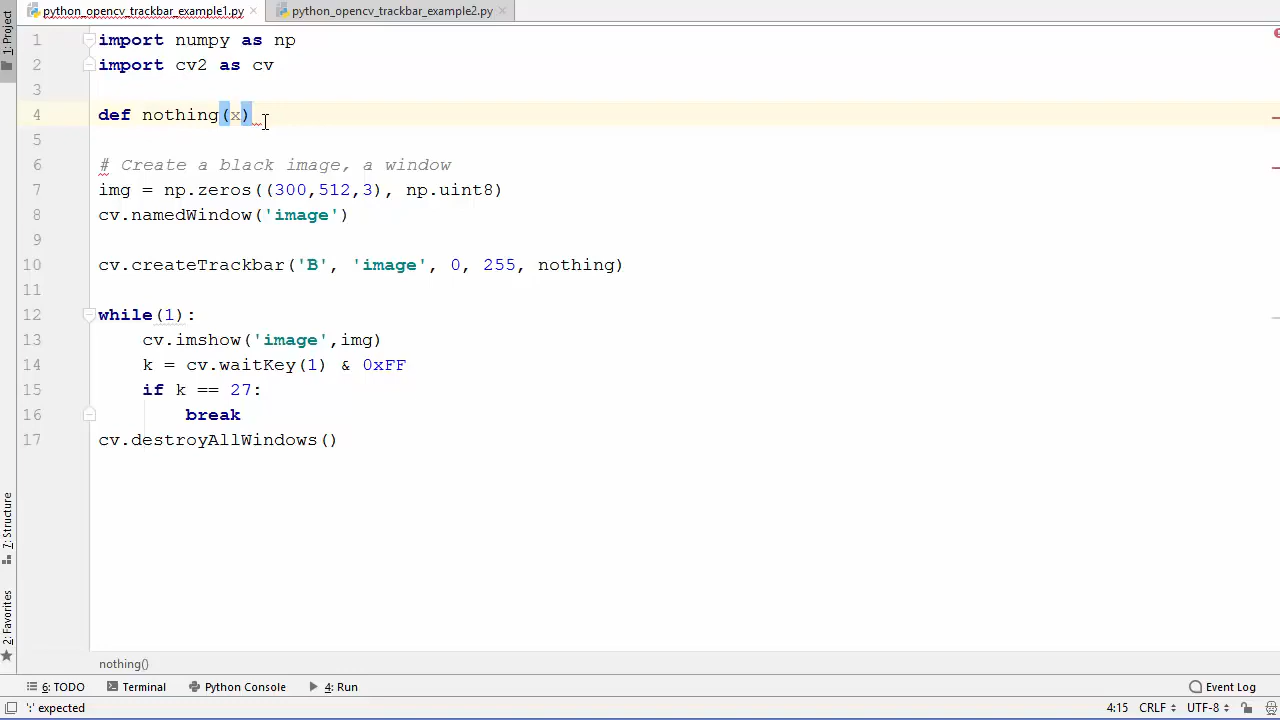 python_opencv_trackbar_example1.py
python_opencv_trackbar_example2.py
1: Project
1 import numpy as np
2 import cv2 as cv
3
4 def nothing(x)
5
6 # Create a black image, a window
7 img = np.zeros((300,512,3), np.uint8)
8 cv.namedWindow('image')
9
10 cv.createTrackbar('B', 'image', 0, 255, nothing)
11
12 while(1):
13 cv.imshow('image',img)
14 k = cv.waitKey(1) & 0xFF
15 if k == 27:
16 break
17 cv.destroyAllWindows()
7: Structure
2: Favorites
nothing()
6: TODO
Terminal
Python Console
4: Run
Event Log
':' expected
4:15
CRLF
UTF-8